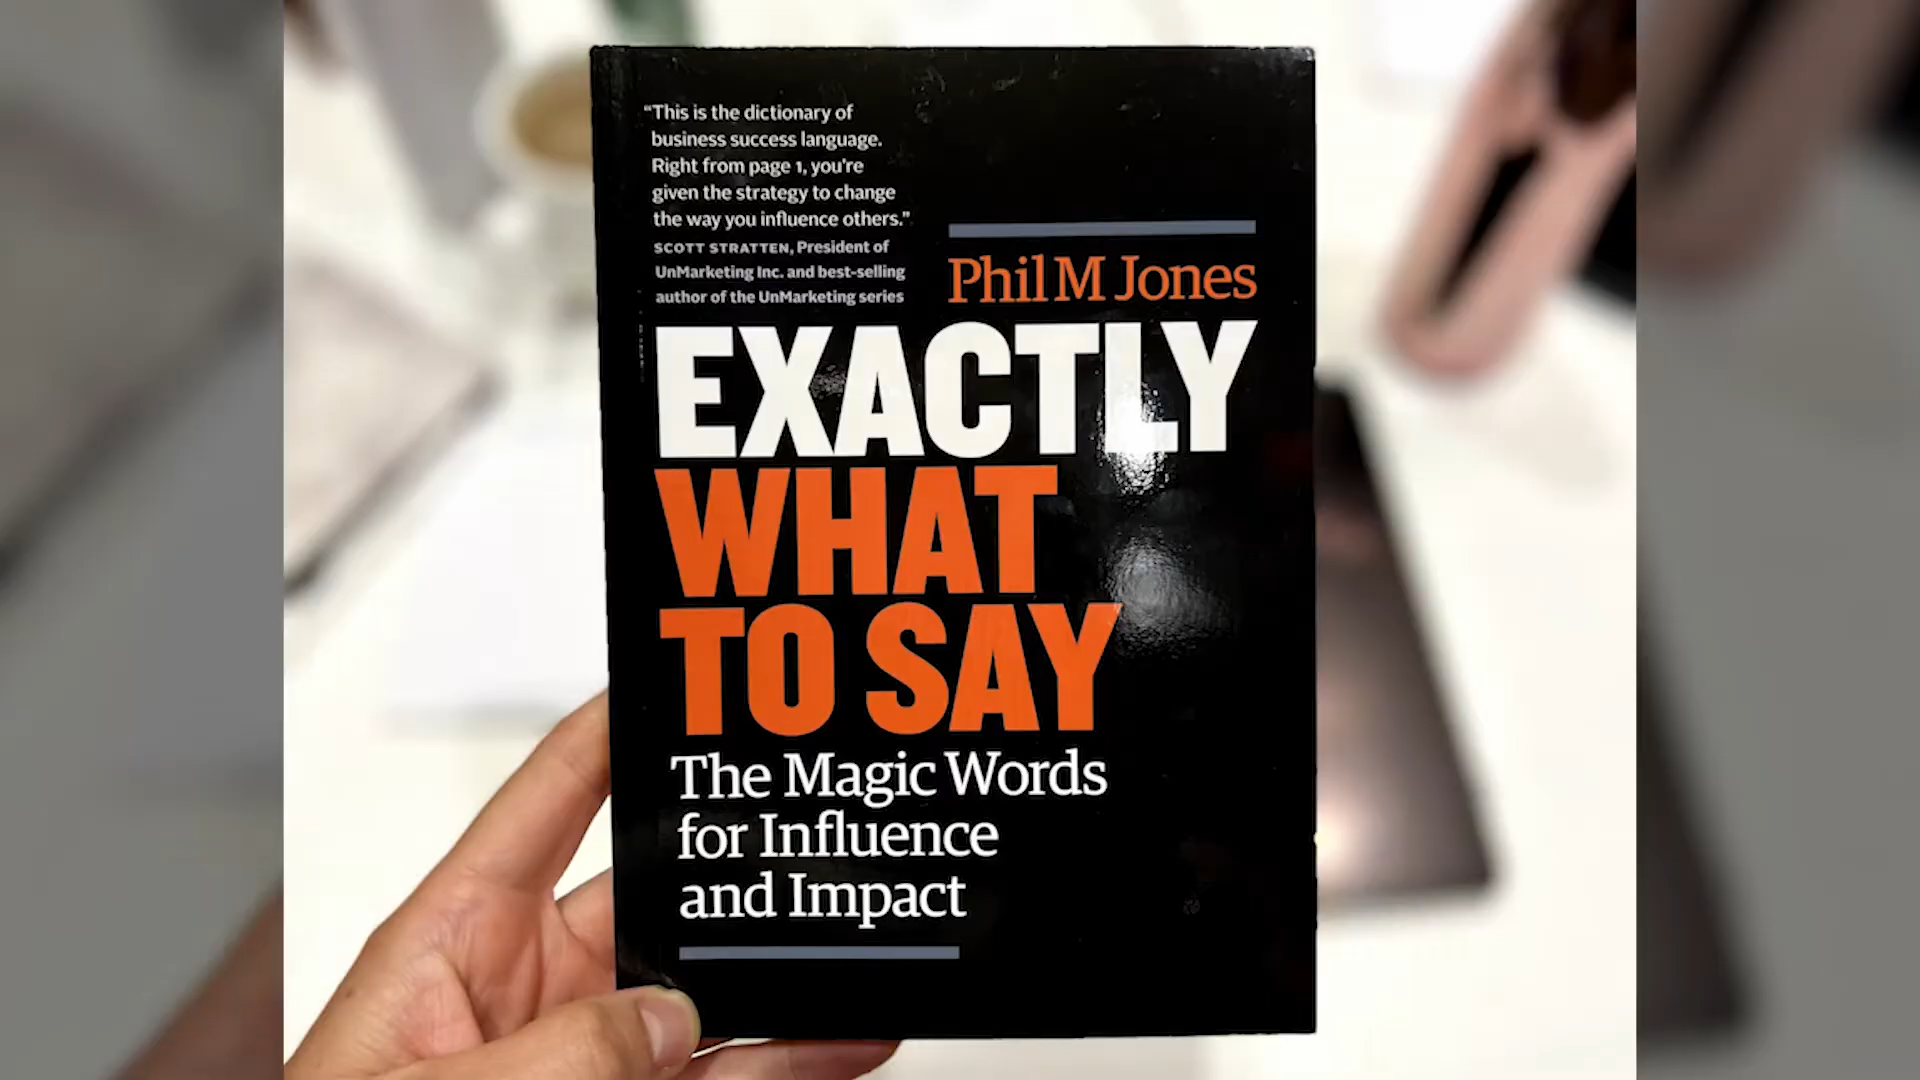 “This is the dictionary of
business success language.
Right from page 1, you’re
given the strategy to change
the way you influence others.”
SCOTT STRATTEN, President of
UnMarketing Inc. and best-selling
author of the UnMarketing series
Phil M Jones
EXACTLY
WHAT
TO SAY
The Magic Words
for Influence
and Impact